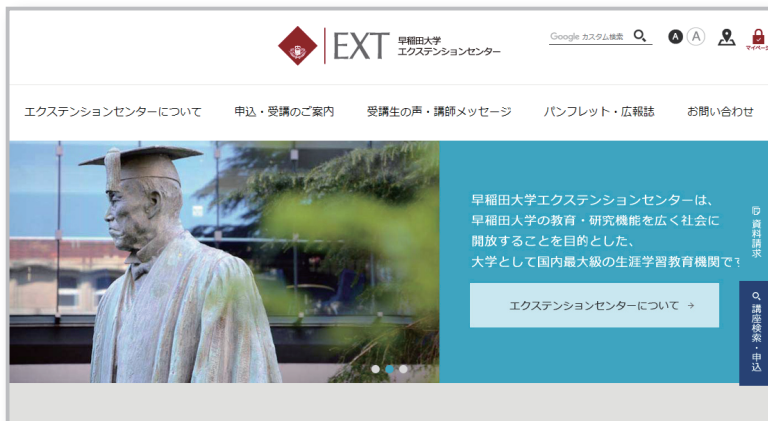 EXT 早稲田大学
エクステンションセンター
Google カスタム検索
A A
マイページ
エクステンションセンターについて 申込・受講のご案内 受講生の声・講師メッセージ パンフレット・広報誌 お問い合わせ
早稲田大学エクステンションセンターは、
早稲田大学の教育・研究機能を広く社会に
開放することを目的とした、
大学として国内最大級の生涯学習教育機関です
エクステンションセンターについて →
資料請求
講座検索・申込